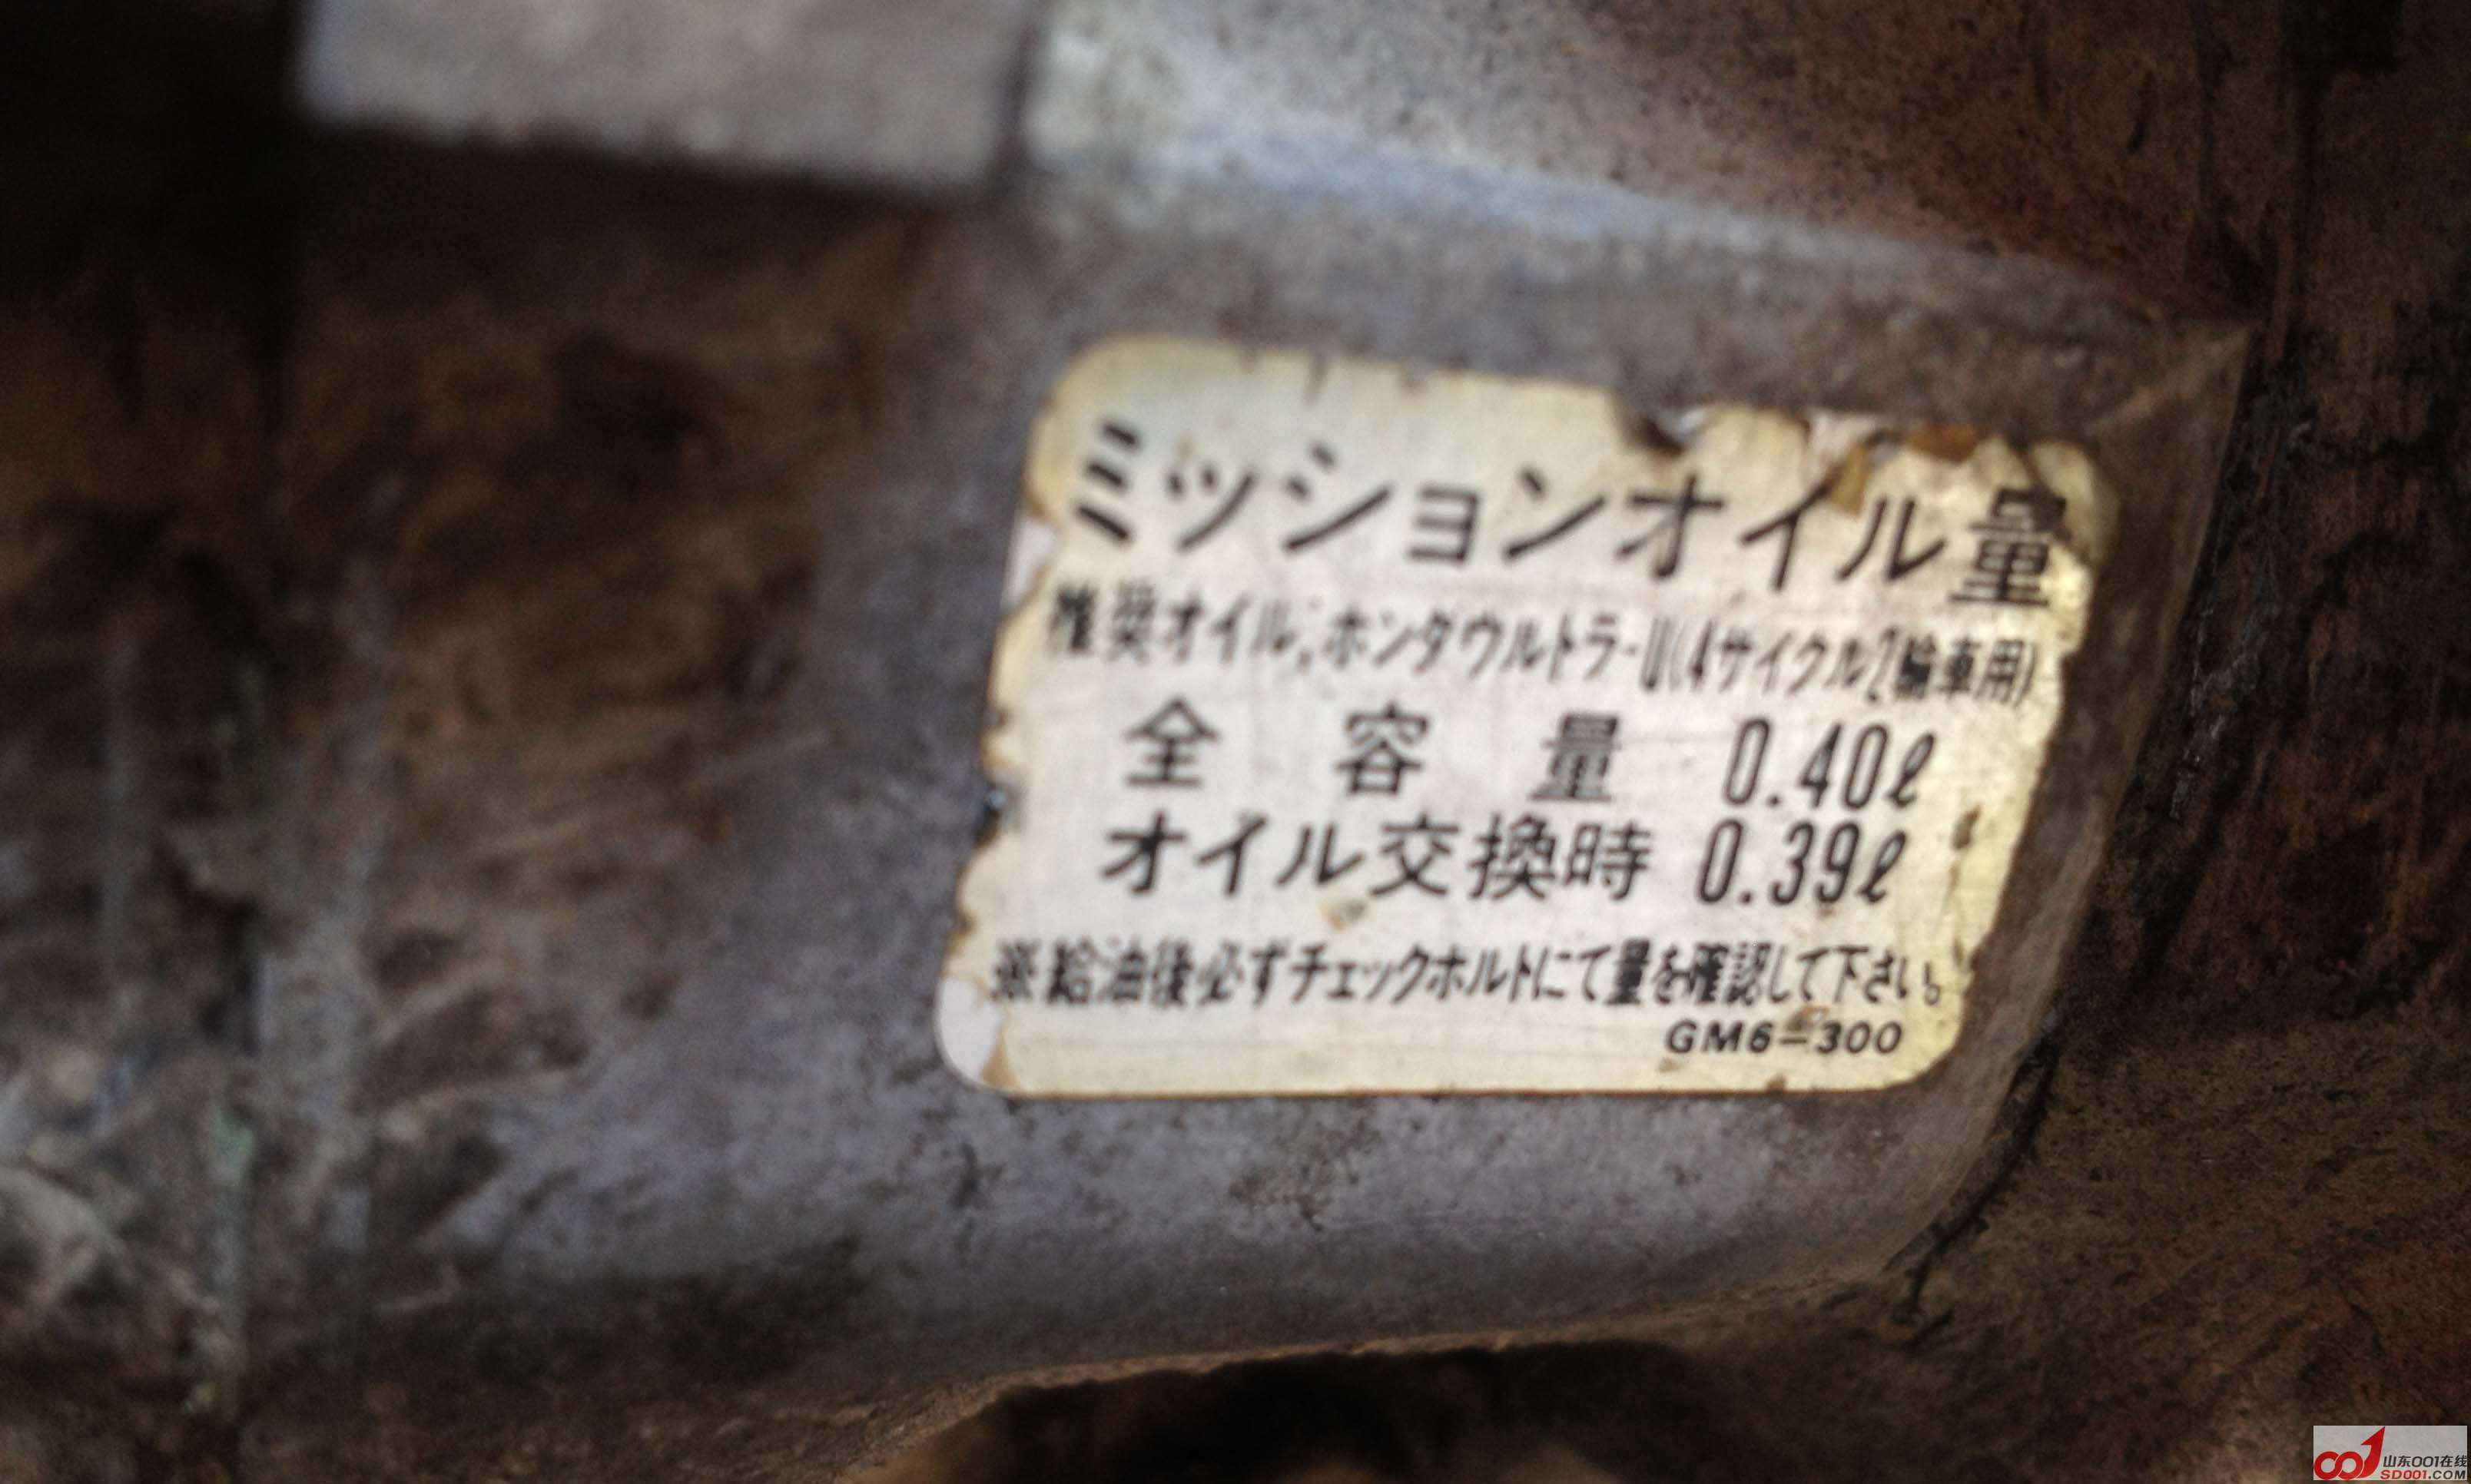 ミッションオイル量
推奨オイル;ホンダウルトラ-U(4サイクル2輪車用)
全容量 0.40ℓ
オイル交換時 0.39ℓ
※給油後必ずチェックボルトにて量を確認して下さい。
GM6-300
001山东001在线
SD001.COM